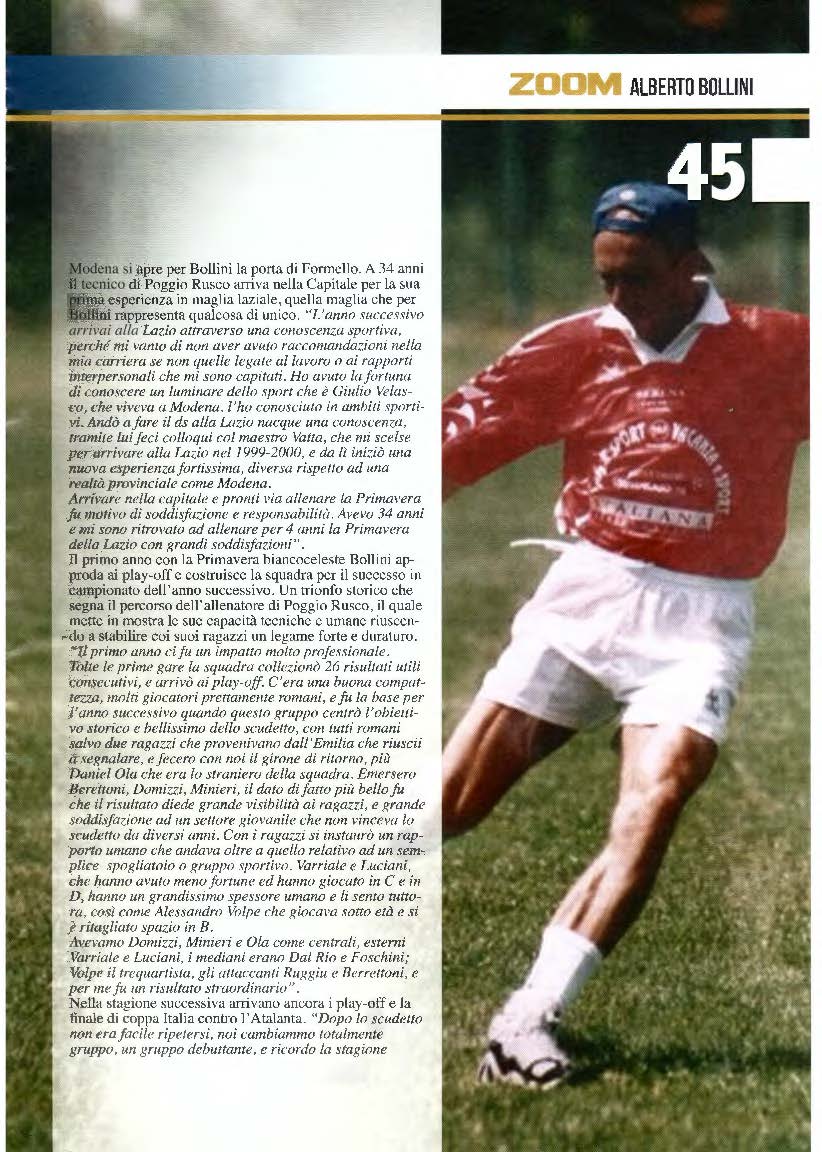 ZOOM ALBERTO BOLLINI
45
Modena si apre per Bollini la porta di Formello. A 34 anni
il tecnico di Poggio Rusco arriva nella Capitale per la sua
prima esperienza in maglia laziale, quella maglia che per
Bollini rappresenta qualcosa di unico. “L’anno successivo
arrivai alla Lazio attraverso una conoscenza sportiva,
perché mi vanto di non aver avuto raccomandazioni nella
mia carriera se non quelle legate al lavoro o ai rapporti
interpersonali che mi sono capitati. Ho avuto la fortuna
di conoscere un luminare dello sport che è Giulio Velas-
co, che viveva a Modena. l’ho conosciuto in ambiti sporti-
vi. Andò a fare il ds alla Lazio nacque una conoscenza,
tramite lui feci colloqui col maestro Vatta, che mi scelse
per arrivare alla Lazio nel 1999-2000, e da lì iniziò una
nuova esperienza fortissima, diversa rispetto ad una
realtà provinciale come Modena.
Arrivare nella capitale e pronti via allenare la Primavera
fu motivo di soddisfazione e responsabilità. Avevo 34 anni
e mi sono ritrovato ad allenare per 4 anni la Primavera
della Lazio con grandi soddisfazioni”.
Il primo anno con la Primavera biancoceleste Bollini ap-
proda ai play-off e costruisce la squadra per il successo in
campionato dell’anno successivo. Un trionfo storico che
segna il percorso dell’allenatore di Poggio Rusco, il quale
mette in mostra le sue capacità tecniche e umane riuscen-
do a stabilire coi suoi ragazzi un legame forte e duraturo.
“Il primo anno ci fu un impatto molto professionale.
Tolte le prime gare la squadra collezionò 26 risultati utili
consecutivi, e arrivò ai play-off. C’era una buona compat-
tezza, molti giocatori prettamente romani, e fu la base per
l’anno successivo quando questo gruppo centrò l’obietti-
vo storico e bellissimo dello scudetto, con tutti romani
salvo due ragazzi che provenivano dall’Emilia che riuscii
a segnalare, e fecero con noi il girone di ritorno, più
Daniel Ola che era lo straniero della squadra. Emersero
Berettoni, Domizzi, Minieri, il dato di fatto più bello fu
che il risultato diede grande visibilità ai ragazzi, e grande
soddisfazione ad un settore giovanile che non vinceva lo
scudetto da diversi anni. Con i ragazzi si instaurò un rap-
porto umano che andava oltre a quello relativo ad un sem-
plice spogliatoio o gruppo sportivo. Varriale e Luciani,
che hanno avuto meno fortune ed hanno giocato in C e in
D, hanno un grandissimo spessore umano e li sento tutto-
ra, così come Alessandro Volpe che giocava sotto età e si
è ritagliato spazio in B.
Avevamo Domizzi, Minieri e Ola come centrali, esterni
Varriale e Luciani, i mediani erano Dal Rio e Foschini;
Volpe il trequartista, gli attaccanti Ruggiu e Berrettoni, e
per me fu un risultato straordinario”.
Nella stagione successiva arrivano ancora i play-off e la
finale di coppa Italia contro l’Atalanta. “Dopo lo scudetto
non era facile ripetersi, noi cambiammo totalmente
gruppo, un gruppo debuttante, e ricordo la stagione
SPORT VACANZA SPORT